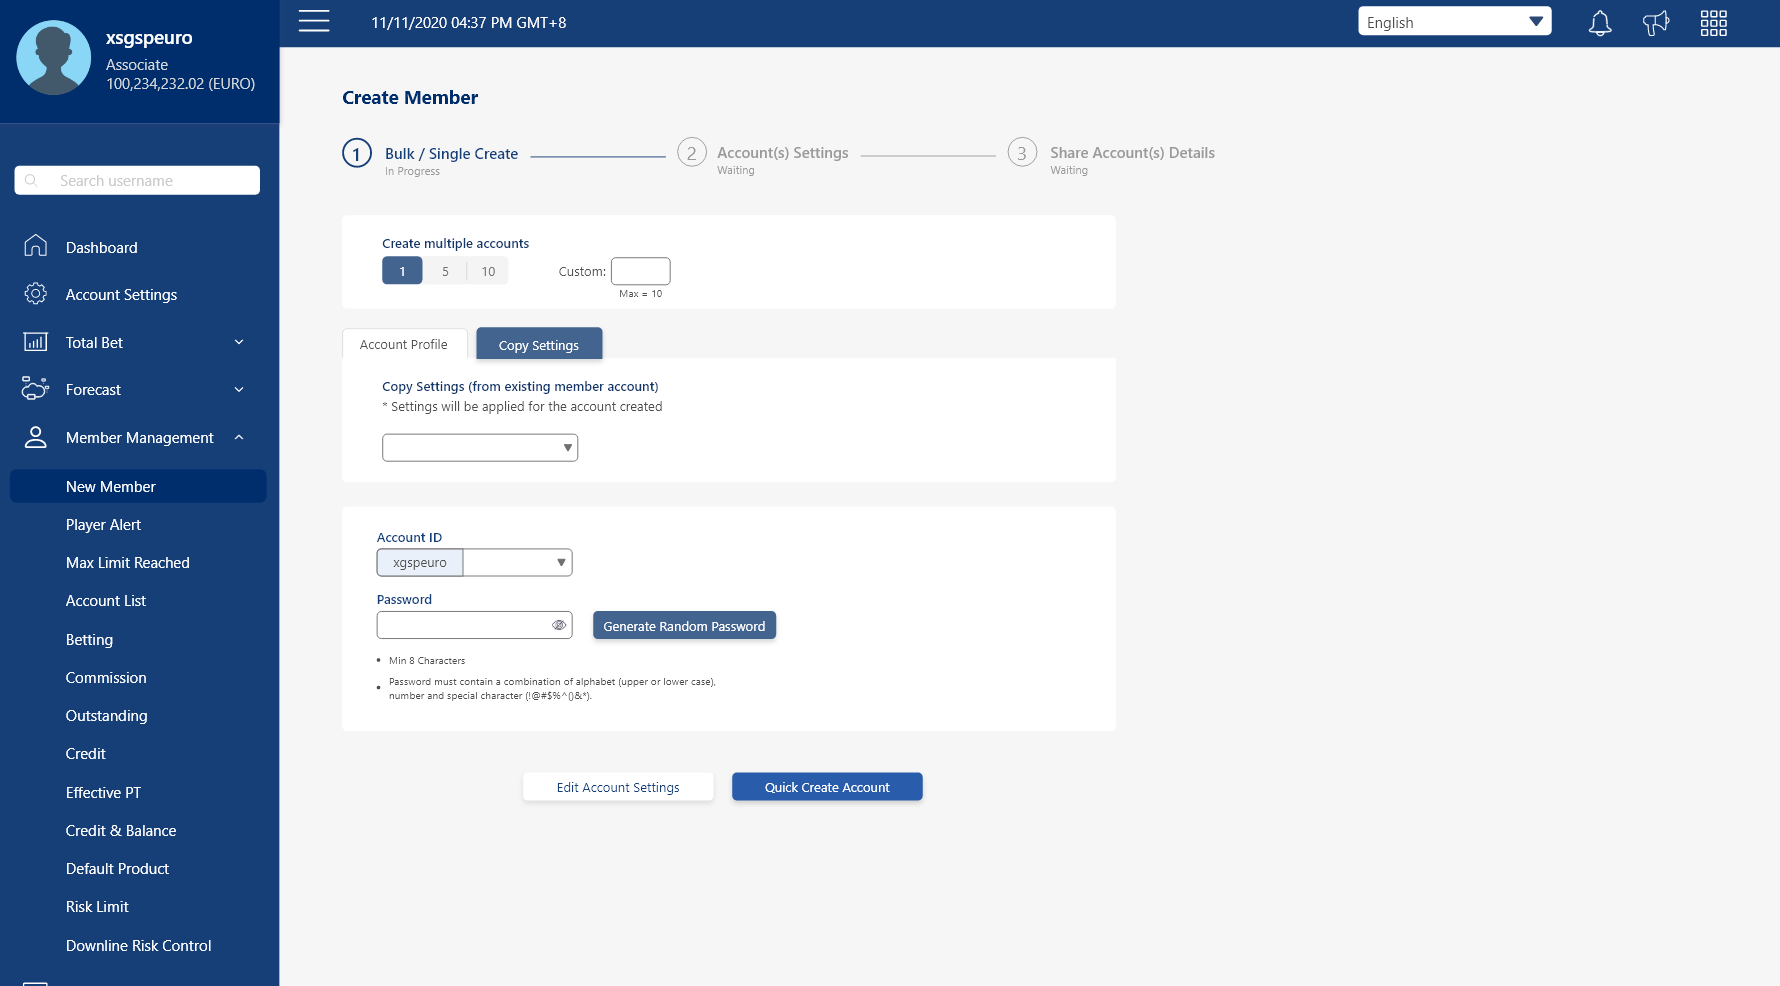 xsgspeuro
Associate
100,234,232.02 (EURO)
Search username
Dashboard
Account Settings
Total Bet
Forecast
Member Management
New Member
Player Alert
Max Limit Reached
Account List
Betting
Commission
Outstanding
Credit
Effective PT
Credit & Balance
Default Product
Risk Limit
Downline Risk Control
11/11/2020 04:37 PM GMT+8
English
Create Member
1 Bulk / Single Create
In Progress
2 Account(s) Settings
Waiting
3 Share Account(s) Details
Waiting
Create multiple accounts
1 5 10 Custom:
Max = 10
Account Profile
Copy Settings
Copy Settings (from existing member account)
* Settings will be applied for the account created
Account ID
xgspeuro
Password
Generate Random Password
• Min 8 Characters
• Password must contain a combination of alphabet (upper or lower case),
number and special character (!@#$%^()&*).
Edit Account Settings
Quick Create Account